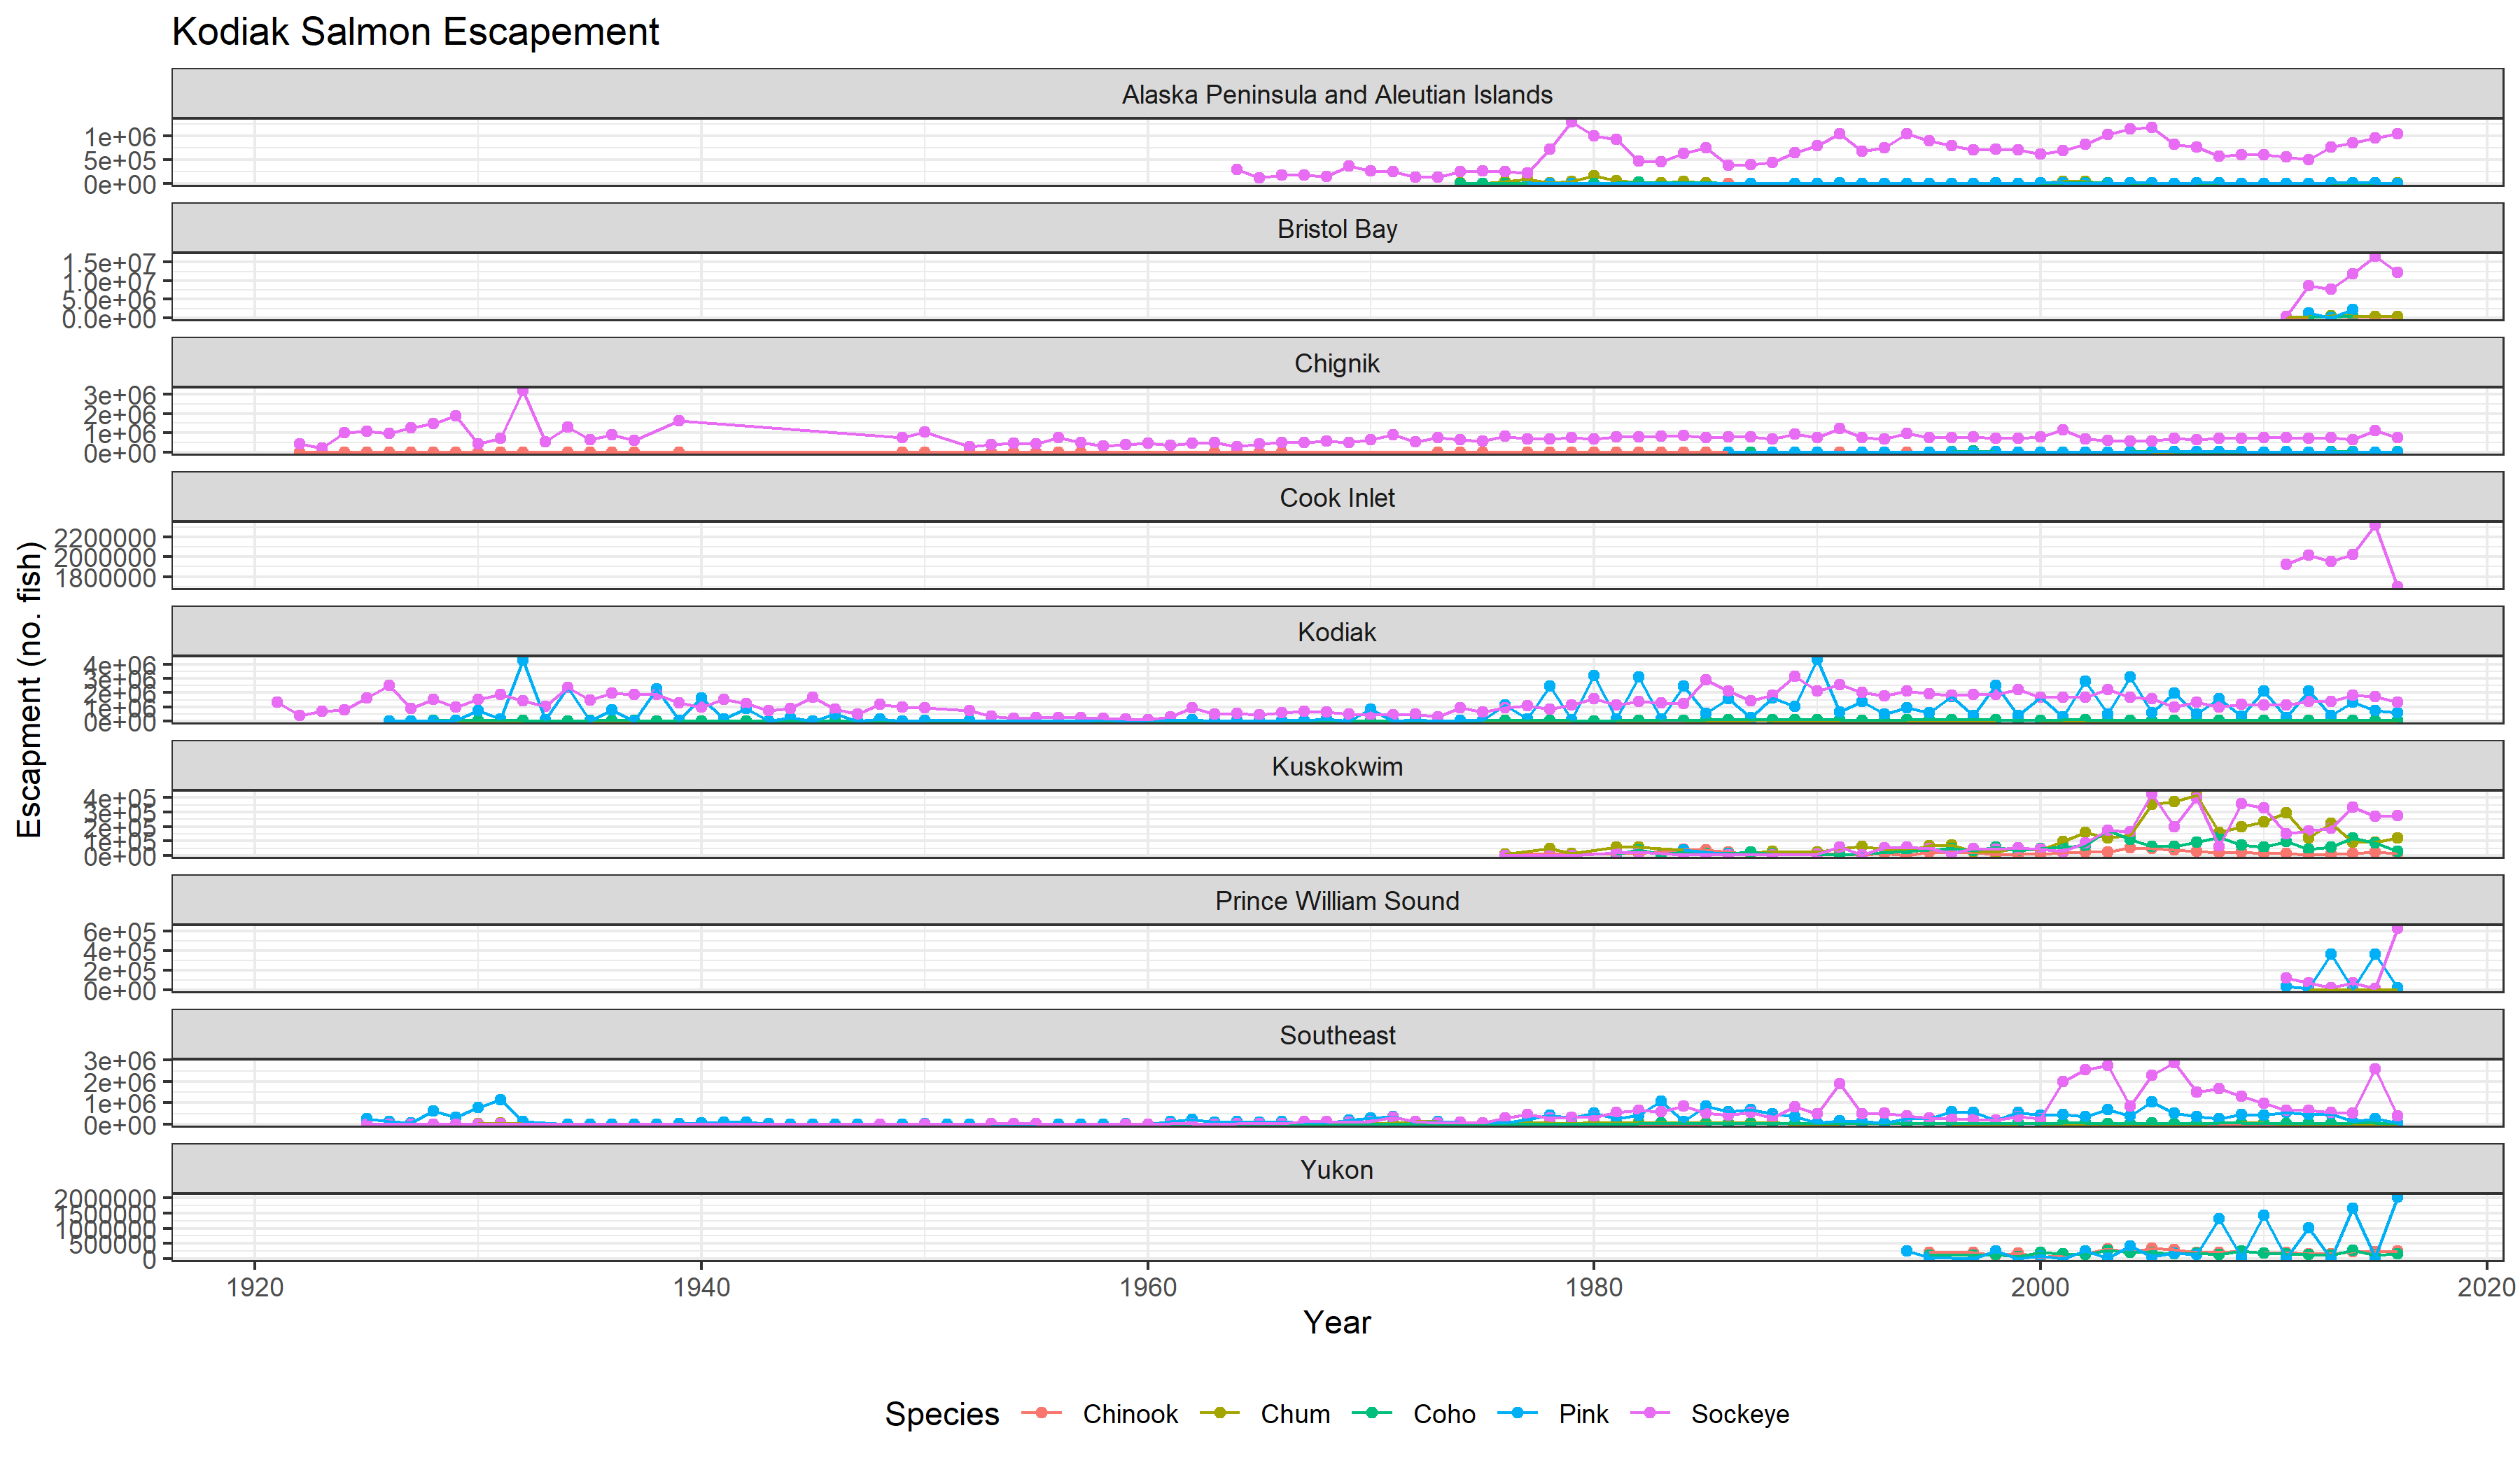 Kodiak Salmon Escapement
Alaska Peninsula and Aleutian Islands
1e+06
5e+05
0e+00
Bristol Bay
1.5e+07
1.0e+07
5.0e+06
0.0e+00
Chignik
3e+06
2e+06
1e+06
0e+00
Cook Inlet
2200000
2000000
1800000
Kodiak
4e+06
3e+06
2e+06
1e+06
0e+00
Kuskokwim
4e+05
3e+05
2e+05
1e+05
0e+00
Prince William Sound
6e+05
4e+05
2e+05
0e+00
Southeast
3e+06
2e+06
1e+06
0e+00
Yukon
2000000
1500000
1000000
500000
0
Escapment (no. fish)
1920 1940 1960 1980 2000 2020
Year
Species Chinook Chum Coho Pink Sockeye